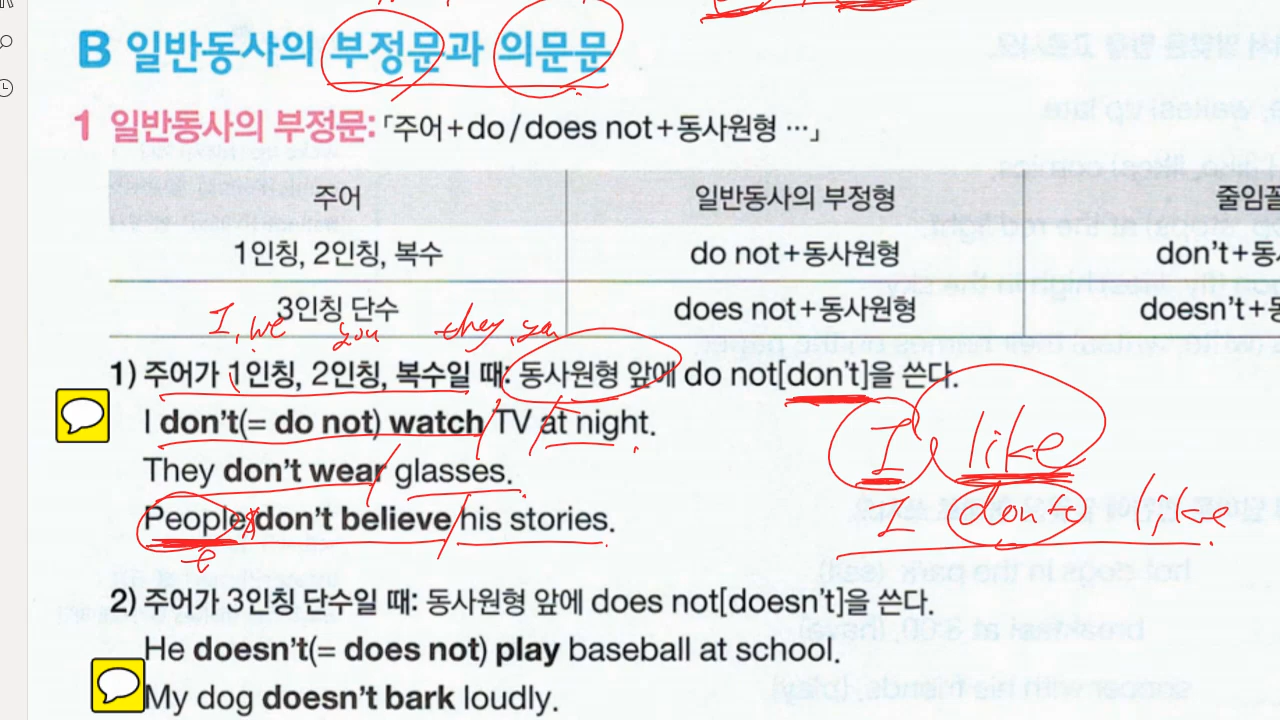 B 일반동사의 부정문과 의문문
1 일반동사의 부정문: 「주어+do/does not+동사원형 …」
주어 일반동사의 부정형 줄임꼴
1인칭, 2인칭, 복수 do not+동사원형 don't+동
3인칭 단수 does not+동사원형 doesn't+
I, we you they, you
1) 주어가 1인칭, 2인칭, 복수일 때: 동사원형 앞에 do not[don't]을 쓴다.
I don't(= do not) watch TV at night.
I like
They don't wear glasses.
People don't believe his stories.
I don't like
2) 주어가 3인칭 단수일 때: 동사원형 앞에 does not[doesn't]을 쓴다.
He doesn't(= does not) play baseball at school.
My dog doesn't bark loudly.